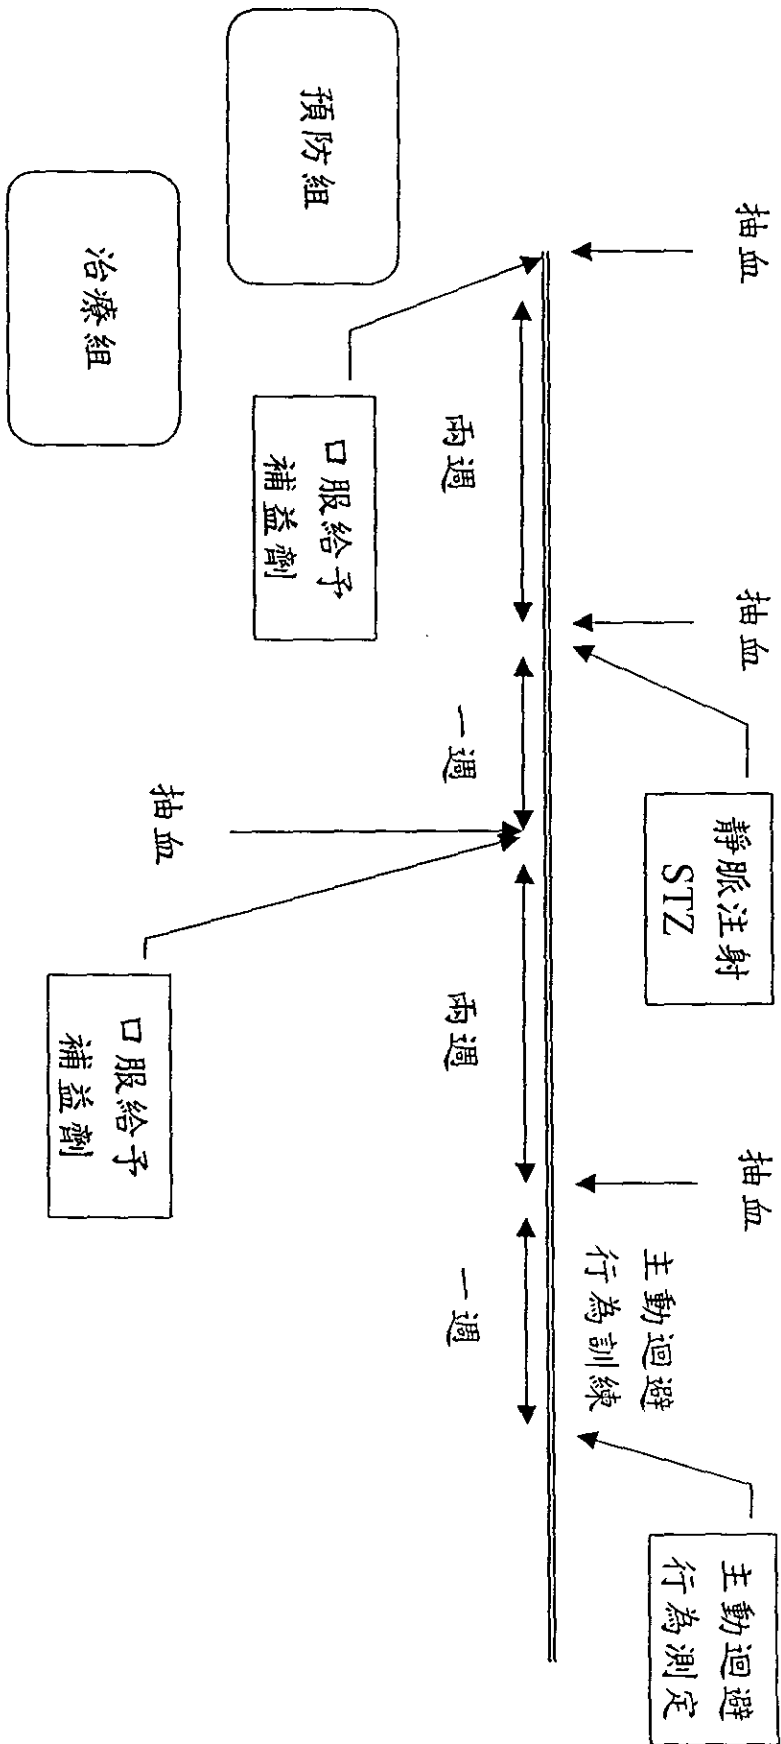 抽血
抽血
抽血
靜脈注射
STZ
主動迴避
行為測定
主動迴避
行為訓練
兩週
一週
兩週
一週
預防組
口服給予
補益劑
抽血
治療組
口服給予
補益劑